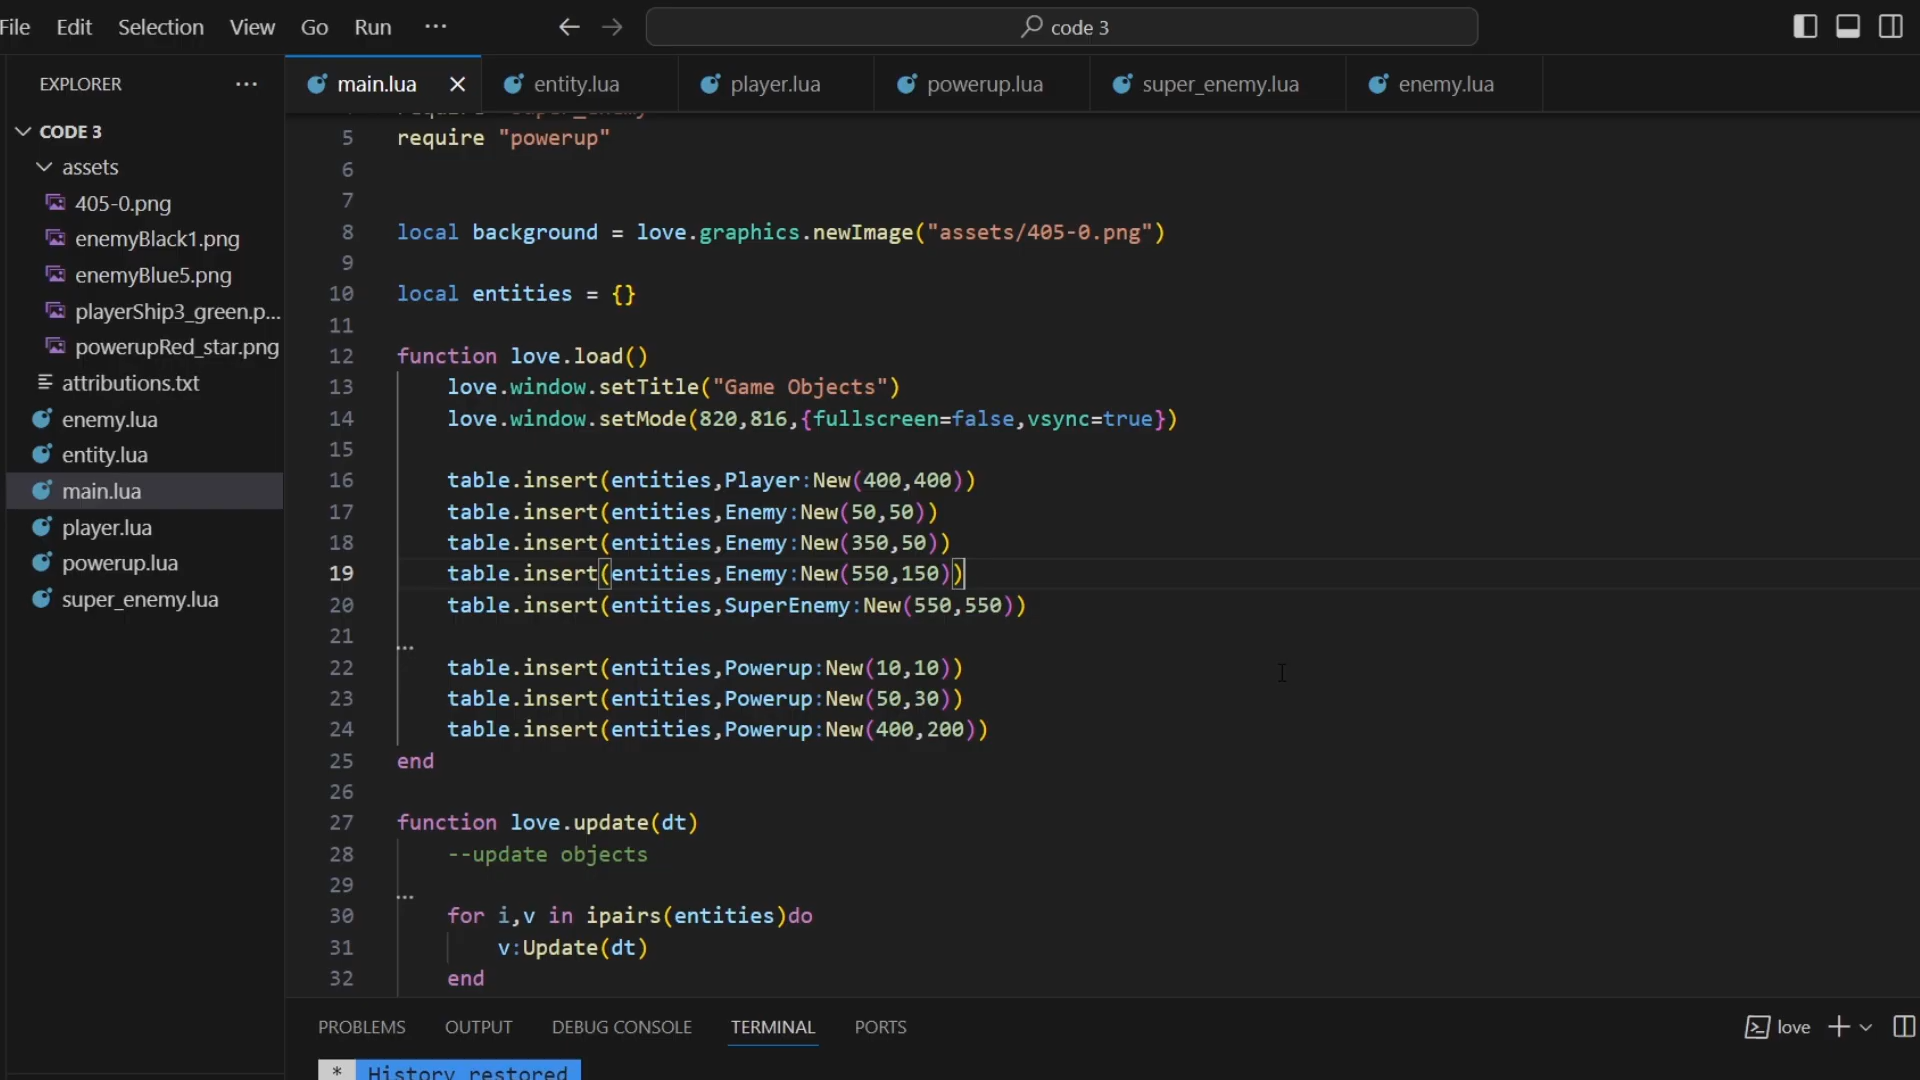 File Edit Selection View Go Run ...
code 3
EXPLORER ...
main.lua
entity.lua
player.lua
powerup.lua
super_enemy.lua
enemy.lua
CODE 3
assets
405-0.png
enemyBlack1.png
enemyBlue5.png
playerShip3_green.p...
powerupRed_star.png
attributions.txt
enemy.lua
entity.lua
main.lua
player.lua
powerup.lua
super_enemy.lua
5 require "powerup"
6
7
8 local background = love.graphics.newImage("assets/405-0.png")
9
10 local entities = {}
11
12 function love.load()
13 love.window.setTitle("Game Objects")
14 love.window.setMode(820,816,{fullscreen=false,vsync=true})
15
16 table.insert(entities,Player:New(400,400))
17 table.insert(entities,Enemy:New(50,50))
18 table.insert(entities,Enemy:New(350,50))
19 table.insert(entities,Enemy:New(550,150))
20 table.insert(entities,SuperEnemy:New(550,550))
21 ...
22 table.insert(entities,Powerup:New(10,10))
23 table.insert(entities,Powerup:New(50,30))
24 table.insert(entities,Powerup:New(400,200))
25 end
26
27 function love.update(dt)
28 --update objects
29 ...
30 for i,v in ipairs(entities)do
31 v:Update(dt)
32 end
PROBLEMS OUTPUT DEBUG CONSOLE TERMINAL PORTS
love
* History restored